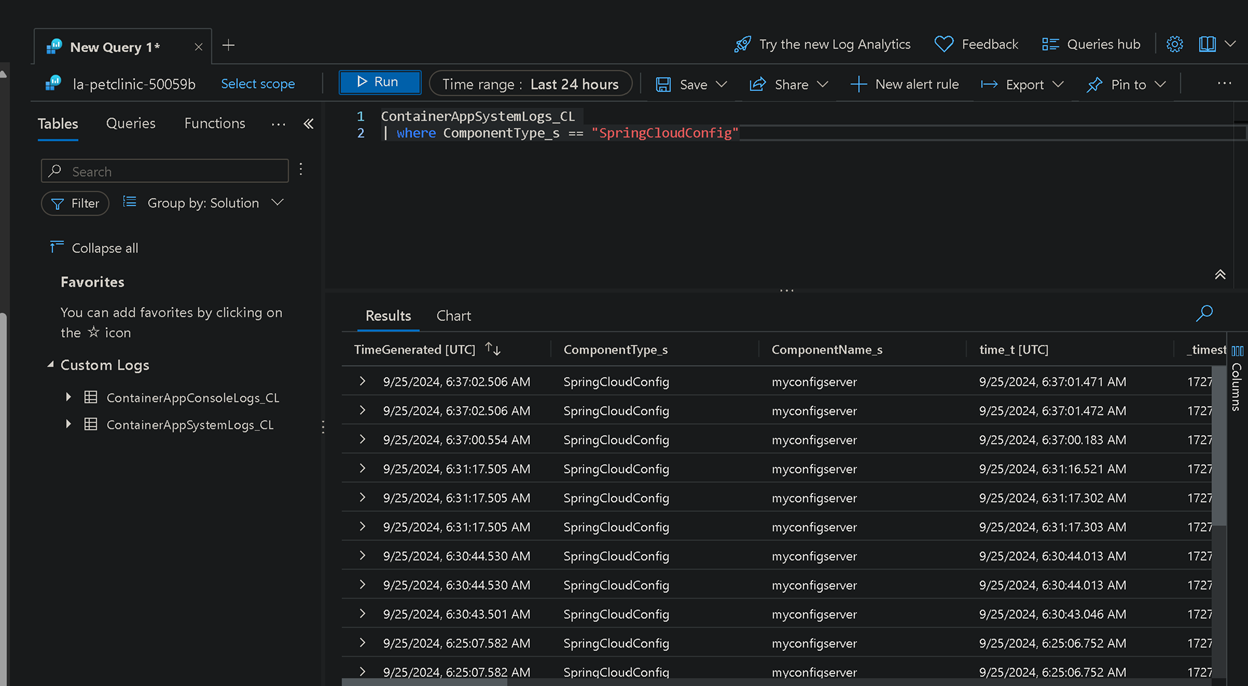 New Query 1*
Try the new Log Analytics
Feedback
Queries hub
la-petclinic-50059b
Select scope
Run
Time range : Last 24 hours
Save
Share
New alert rule
Export
Pin to
Tables
Queries
Functions
1 ContainerAppSystemLogs_CL
2 | where ComponentType_s == "SpringCloudConfig"
Search
Filter
Group by: Solution
Collapse all
Favorites
You can add favorites by clicking on
the ☆ icon
Custom Logs
ContainerAppConsoleLogs_CL
ContainerAppSystemLogs_CL
Results
Chart
TimeGenerated [UTC] ComponentType_s ComponentName_s time_t [UTC] _timest
9/25/2024, 6:37:02.506 AM SpringCloudConfig myconfigserver 9/25/2024, 6:37:01.471 AM 1727
9/25/2024, 6:37:02.506 AM SpringCloudConfig myconfigserver 9/25/2024, 6:37:01.472 AM 1727
9/25/2024, 6:37:00.554 AM SpringCloudConfig myconfigserver 9/25/2024, 6:37:00.183 AM 1727
9/25/2024, 6:31:17.505 AM SpringCloudConfig myconfigserver 9/25/2024, 6:31:16.521 AM 1727
9/25/2024, 6:31:17.505 AM SpringCloudConfig myconfigserver 9/25/2024, 6:31:17.302 AM 1727
9/25/2024, 6:31:17.505 AM SpringCloudConfig myconfigserver 9/25/2024, 6:31:17.303 AM 1727
9/25/2024, 6:30:44.530 AM SpringCloudConfig myconfigserver 9/25/2024, 6:30:44.013 AM 1727
9/25/2024, 6:30:44.530 AM SpringCloudConfig myconfigserver 9/25/2024, 6:30:44.013 AM 1727
9/25/2024, 6:30:43.501 AM SpringCloudConfig myconfigserver 9/25/2024, 6:30:43.046 AM 1727
9/25/2024, 6:25:07.582 AM SpringCloudConfig myconfigserver 9/25/2024, 6:25:06.752 AM 1727
9/25/2024, 6:25:07.582 AM SpringCloudConfig myconfigserver 9/25/2024, 6:25:06.752 AM 1727
Columns